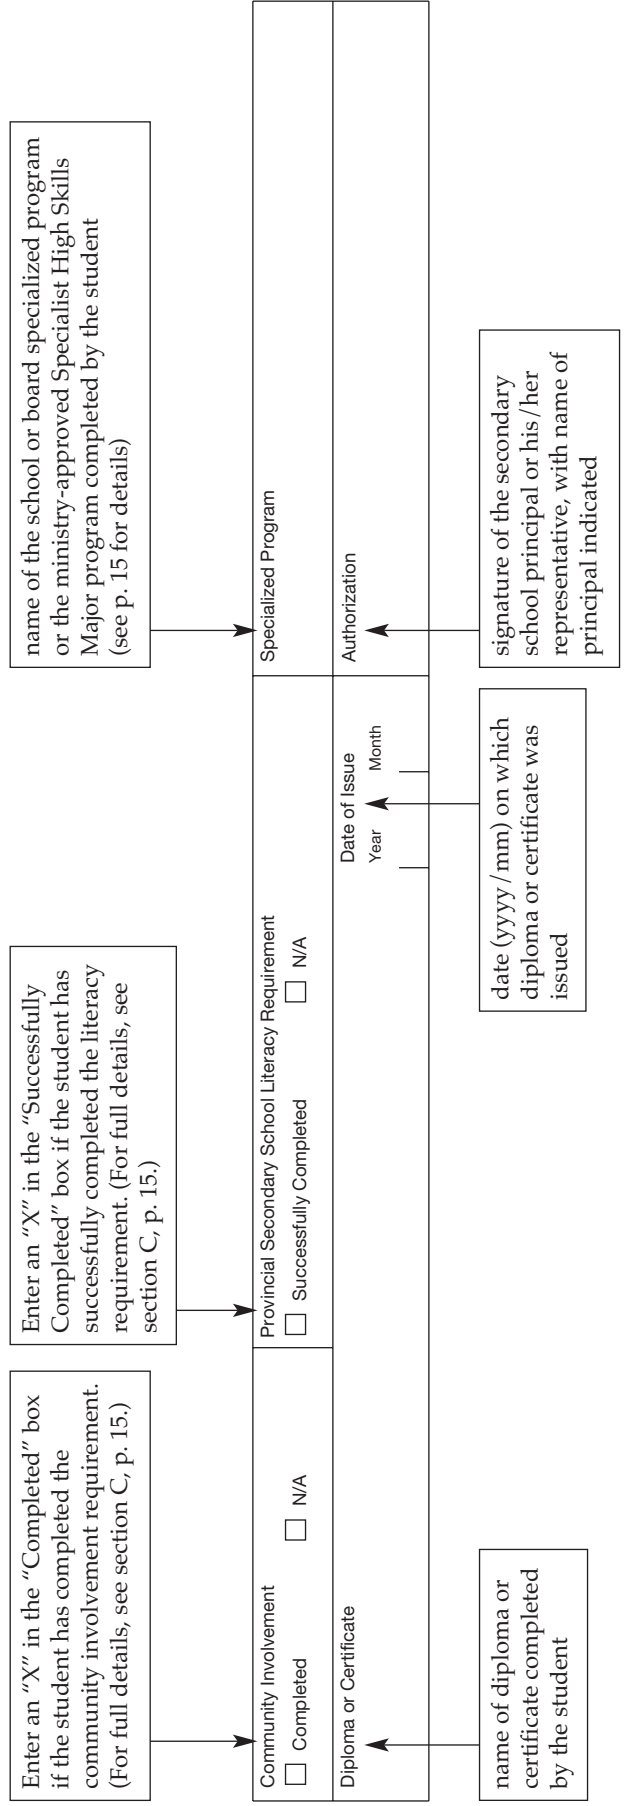 Enter an “X” in the “Completed” box
if the student has completed the
community involvement requirement.
(For full details, see section C, p. 15.)
Enter an “X” in the “Successfully
Completed” box if the student has
successfully completed the literacy
requirement. (For full details, see
section C, p. 15.)
name of the school or board specialized program
or the ministry-approved Specialist High Skills
Major program completed by the student
(see p. 15 for details)
Community Involvement
Completed
N/A
Provincial Secondary School Literacy Requirement
Successfully Completed
N/A
Specialized Program
Diploma or Certificate
Date of Issue
Year
Month
Authorization
name of diploma or
certificate completed
by the student
date (yyyy/mm) on which
diploma or certificate was
issued
signature of the secondary
school principal or his/her
representative, with name of
principal indicated